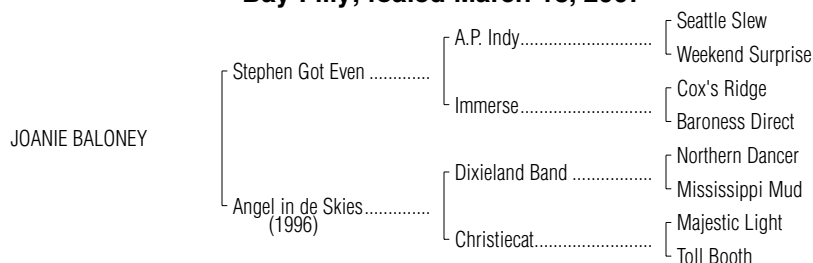 Bay Filly; foaled March 2007
Seattle Slew
A.P. Indy
Weekend Surprise
Stephen Got Even
Cox's Ridge
Immerse
Baroness Direct
JOANIE BALONEY
Northern Dancer
Dixieland Band
Mississippi Mud
Angel in de Skies
(1996)
Majestic Light
Christiecat
Toll Booth